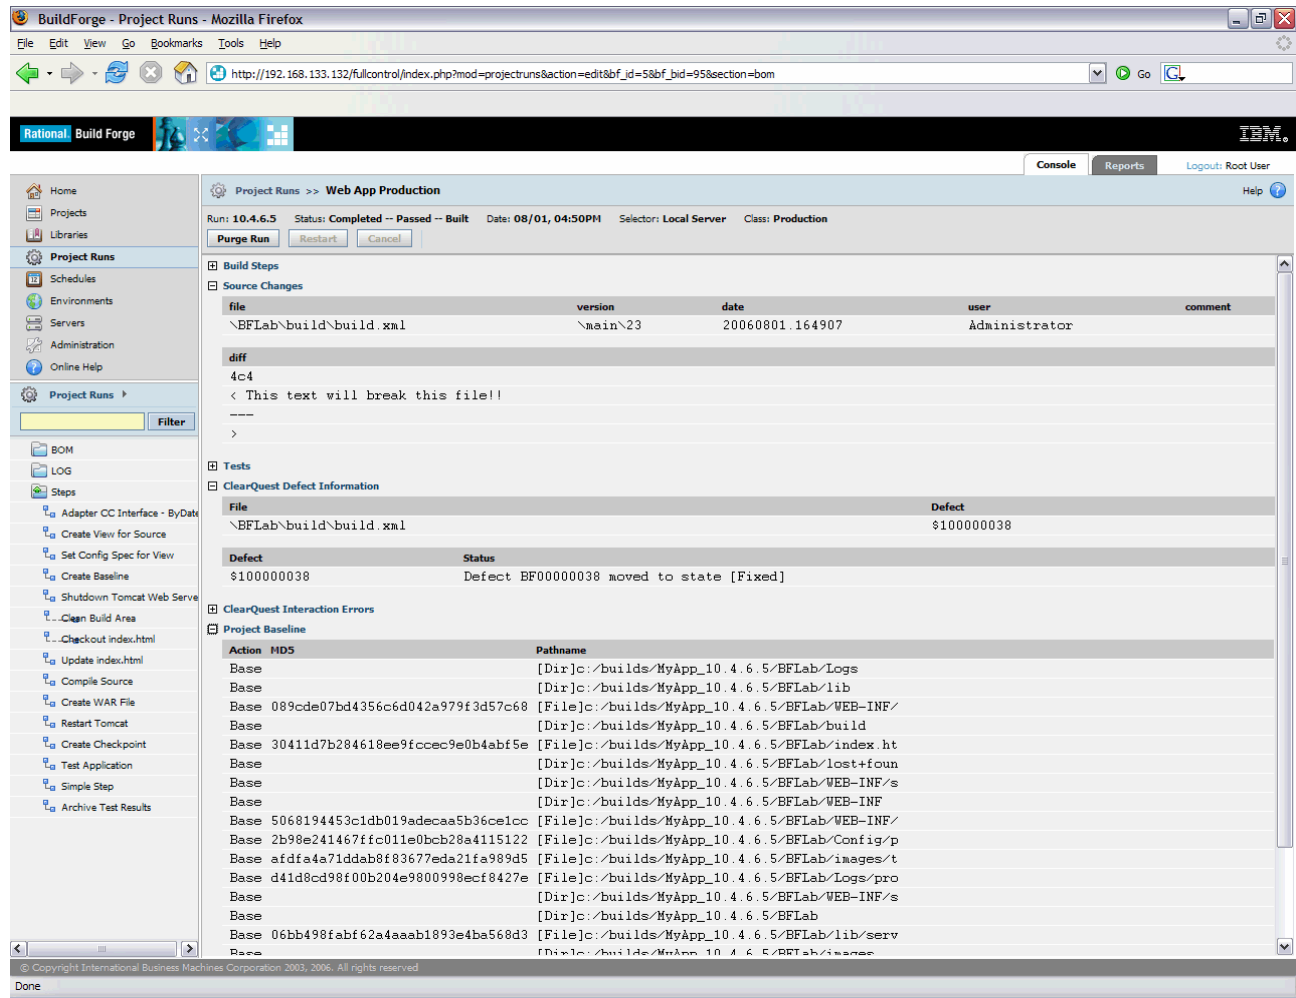 BuildForge - Project Runs - Mozilla Firefox
File Edit View Go Bookmarks Tools Help
http://192.168.133.132/fullcontrol/index.php?mod=projectruns&action=edit&bf_id=5&bf_bid=95&section=bom
Go
Rational. Build Forge
IBM.
Console Reports Logout: Root User
Home
Projects
Libraries
Project Runs
Schedules
Environments
Servers
Administration
Online Help
Project Runs
Filter
BOM
LOG
Steps
Adapter CC Interface - ByDate
Create View for Source
Set Config Spec for View
Create Baseline
Shutdown Tomcat Web Serve
Clean Build Area
Checkout index.html
Update index.html
Compile Source
Create WAR File
Restart Tomcat
Create Checkpoint
Test Application
Simple Step
Archive Test Results
Project Runs >> Web App Production
Help
Run: 10.4.6.5 Status: Completed -- Passed -- Built Date: 08/01, 04:50PM Selector: Local Server Class: Production
Purge Run Restart Cancel
Build Steps
Source Changes
file version date user comment
\BFLab\build\build.xml \main\23 20060801.164907 Administrator
diff
4c4
< This text will break this file!!
---
>
Tests
ClearQuest Defect Information
File Defect
\BFLab\build\build.xml $100000038
Defect Status
$100000038 Defect BF00000038 moved to state [Fixed]
ClearQuest Interaction Errors
Project Baseline
Action MD5 Pathname
Base [Dir]c:/builds/MyApp_10.4.6.5/BFLab/Logs
Base [Dir]c:/builds/MyApp_10.4.6.5/BFLab/lib
Base 089cde07bd4356c6d042a979f3d57c68 [File]c:/builds/MyApp_10.4.6.5/BFLab/WEB-INF/
Base [Dir]c:/builds/MyApp_10.4.6.5/BFLab/build
Base 30411d7b284618ee9fccec9e0b4abf5e [File]c:/builds/MyApp_10.4.6.5/BFLab/index.ht
Base [Dir]c:/builds/MyApp_10.4.6.5/BFLab/lost+foun
Base [Dir]c:/builds/MyApp_10.4.6.5/BFLab/WEB-INF/s
Base [Dir]c:/builds/MyApp_10.4.6.5/BFLab/WEB-INF
Base 5068194453c1db019adecaa5b36ce1cc [File]c:/builds/MyApp_10.4.6.5/BFLab/WEB-INF/
Base 2b98e241467ffc011e0bcb28a4115122 [File]c:/builds/MyApp_10.4.6.5/BFLab/Config/p
Base afdfa4a71ddab8f83677eda21fa989d5 [File]c:/builds/MyApp_10.4.6.5/BFLab/images/t
Base d41d8cd98f00b204e9800998ecf8427e [File]c:/builds/MyApp_10.4.6.5/BFLab/Logs/pro
Base [Dir]c:/builds/MyApp_10.4.6.5/BFLab/WEB-INF/s
Base [Dir]c:/builds/MyApp_10.4.6.5/BFLab
Base 06bb498fabf62a4aaab1893e4ba568d3 [File]c:/builds/MyApp_10.4.6.5/BFLab/lib/serv
Base [Dir]c:/builds/MyApp_10.4.6.5/BFLab/images
© Copyright International Business Machines Corporation 2003, 2006. All rights reserved
Done